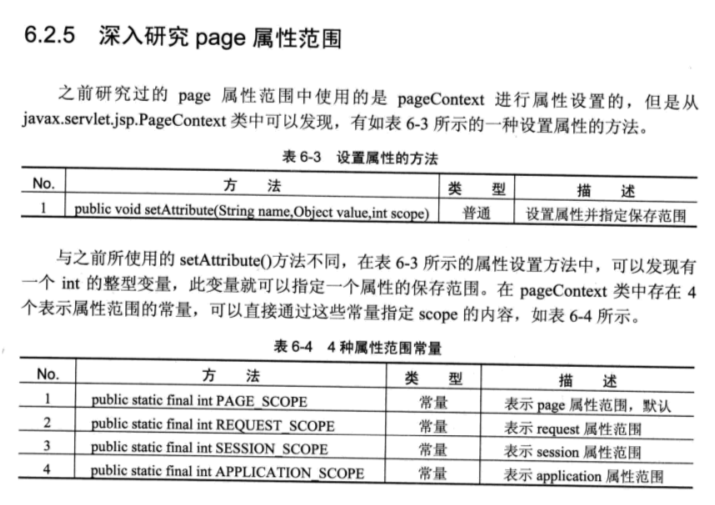 6.2.5 深入研究 page 属性范围
之前研究过的 page 属性范围中使用的是 pageContext 进行属性设置的，但是从
javax.servlet.jsp.PageContext 类中可以发现，有如表 6-3 所示的一种设置属性的方法。
表 6-3 设置属性的方法
No. 方 法 类 型 描 述
1 public void setAttribute(String name,Object value,int scope) 普通 设置属性并指定保存范围
与之前所使用的 setAttribute()方法不同，在表 6-3 所示的属性设置方法中，可以发现有
一个 int 的整型变量，此变量就可以指定一个属性的保存范围。在 pageContext 类中存在 4
个表示属性范围的常量，可以直接通过这些常量指定 scope 的内容，如表 6-4 所示。
表 6-4 4 种属性范围常量
No. 方 法 类 型 描 述
1 public static final int PAGE_SCOPE 常量 表示 page 属性范围，默认
2 public static final int REQUEST_SCOPE 常量 表示 request 属性范围
3 public static final int SESSION_SCOPE 常量 表示 session 属性范围
4 public static final int APPLICATION_SCOPE 常量 表示 application 属性范围